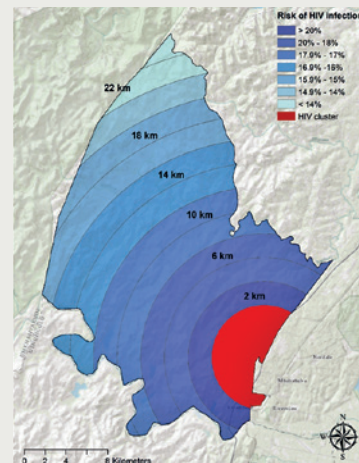 Risk of HIV infection
> 20%
20% - 18%
17.9% - 17%
16.9% - 16%
15.9% - 15%
14.9% - 14%
< 14%
HIV cluster
22 km
18 km
14 km
10 km
6 km
2 km
0 2 4 8 Kilometers
N
W E
S